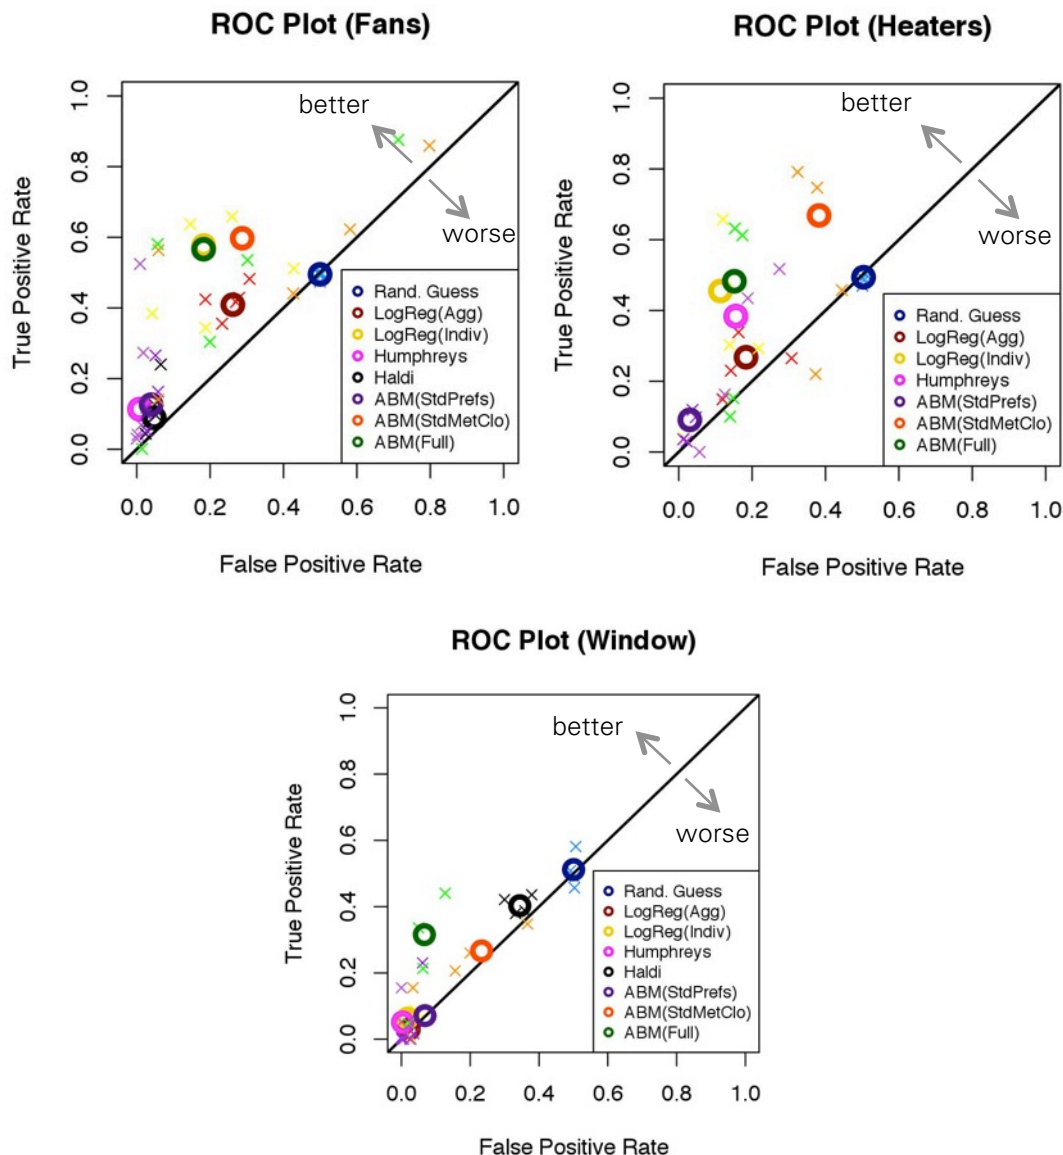 ROC Plot (Fans)
True Positive Rate
0.0 0.2 0.4 0.6 0.8 1.0
better
worse
Rand. Guess
LogReg(Agg)
LogReg(Indiv)
Humphreys
Haldi
ABM(StdPrefs)
ABM(StdMetClo)
ABM(Full)
0.0 0.2 0.4 0.6 0.8 1.0
False Positive Rate
ROC Plot (Heaters)
True Positive Rate
0.0 0.2 0.4 0.6 0.8 1.0
better
worse
Rand. Guess
LogReg(Agg)
LogReg(Indiv)
Humphreys
ABM(StdPrefs)
ABM(StdMetClo)
ABM(Full)
0.0 0.2 0.4 0.6 0.8 1.0
False Positive Rate
ROC Plot (Window)
True Positive Rate
0.0 0.2 0.4 0.6 0.8 1.0
better
worse
Rand. Guess
LogReg(Agg)
LogReg(Indiv)
Humphreys
Haldi
ABM(StdPrefs)
ABM(StdMetClo)
ABM(Full)
0.0 0.2 0.4 0.6 0.8 1.0
False Positive Rate